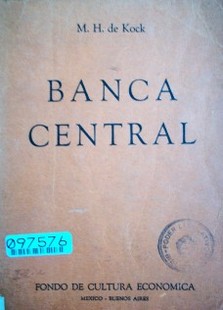 M. H. de Kock
BANCA
CENTRAL
097576
FONDO DE CULTURA ECONOMICA
MEXICO - BUENOS AIRES